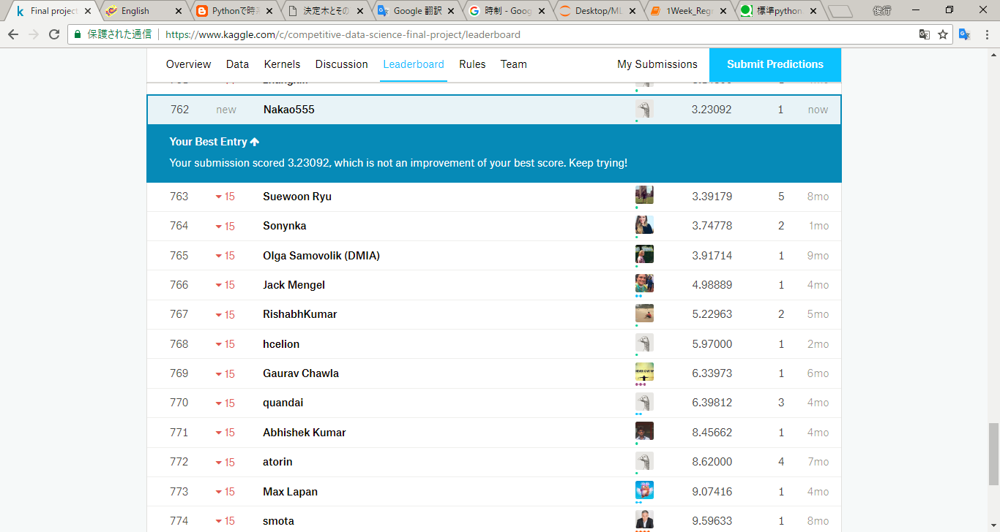 Final projec
English
Pythonで時系
決定木とその
Google 翻訳
時制 - Goog
Desktop/ML
1Week_Regr
標準python
俊行
保護された通信
https://www.kaggle.com/c/competitive-data-science-final-project/leaderboard
Overview Data Kernels Discussion Leaderboard Rules Team My Submissions Submit Predictions
762 new Nakao555 3.23092 1 now
Your Best Entry
Your submission scored 3.23092, which is not an improvement of your best score. Keep trying!
763 15 Suewoon Ryu 3.39179 5 8mo
764 15 Sonynka 3.74778 2 1mo
765 15 Olga Samovolik (DMIA) 3.91714 1 9mo
766 15 Jack Mengel 4.98889 1 4mo
767 15 RishabhKumar 5.22963 2 5mo
768 15 hcelion 5.97000 1 2mo
769 15 Gaurav Chawla 6.33973 1 6mo
770 15 quandai 6.39812 3 4mo
771 15 Abhishek Kumar 8.45662 1 4mo
772 15 atorin 8.62000 4 7mo
773 15 Max Lapan 9.07416 1 4mo
774 15 smota 9.59633 1 8mo